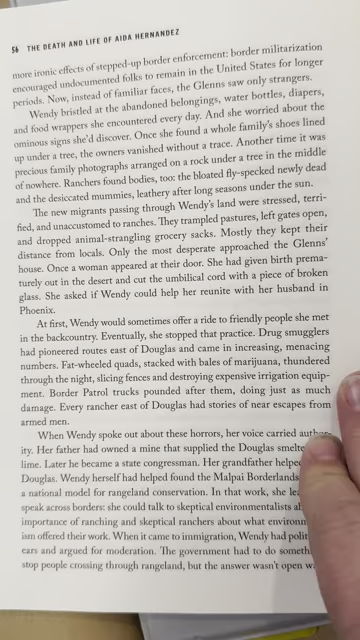 56 THE DEATH AND LIFE OF AIDA HERNANDEZ
more ironic effects of stepped-up border enforcement: border militarization
encouraged undocumented folks to remain in the United States for longer
periods. Now, instead of familiar faces, the Glenns saw only strangers.
Wendy bristled at the abandoned belongings, water bottles, diapers,
and food wrappers she encountered every day. And she worried about the
ominous signs she'd discover. Once she found a whole family's shoes lined
up under a tree, the owners vanished without a trace. Another time it was
precious family photographs arranged on a rock under a tree in the middle
of nowhere. Ranchers found bodies, too: the bloated fly-specked newly dead
and the desiccated mummies, leathery after long seasons under the sun.
The new migrants passing through Wendy's land were stressed, terri-
fied, and unaccustomed to ranches. They trampled pastures, left gates open,
and dropped animal-strangling grocery sacks. Mostly they kept their
distance from locals. Only the most desperate approached the Glenns'
house. Once a woman appeared at their door. She had given birth prema-
turely out in the desert and cut the umbilical cord with a piece of broken
glass. She asked if Wendy could help her reunite with her husband in
Phoenix.
At first, Wendy would sometimes offer a ride to friendly people she met
in the backcountry. Eventually, she stopped that practice. Drug smugglers
had pioneered routes east of Douglas and came in increasing, menacing
numbers. Fat-wheeled quads, stacked with bales of marijuana, thundered
through the night, slicing fences and destroying expensive irrigation equip-
ment. Border Patrol trucks pounded after them, doing just as much
damage. Every rancher east of Douglas had stories of near escapes from
armed men.
When Wendy spoke out about these horrors, her voice carried author-
ity. Her father had owned a mine that supplied the Douglas smelte
lime. Later he became a state congressman. Her grandfather helpe
Douglas. Wendy herself had helped found the Malpai Borderlands
a national model for rangeland conservation. In that work, she lea
speak across borders: she could talk to skeptical environmentalists a
importance of ranching and skeptical ranchers about what environm
ism offered their work. When it came to immigration, Wendy had polit
ears and argued for moderation. The government had to do someth
stop people crossing through rangeland, but the answer wasn't open w